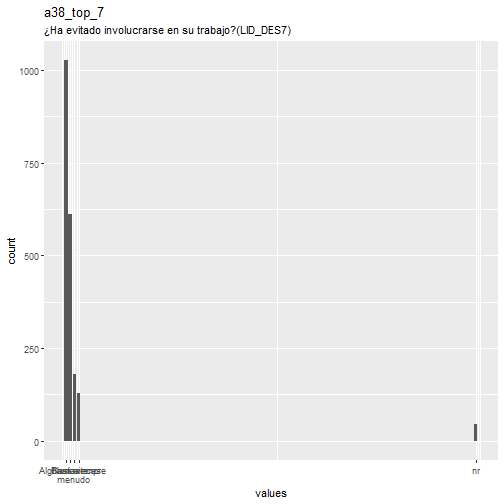 a38_top_7
¿Ha evitado involucrarse en su trabajo?(LID_DES7)
1000
750
500
250
0
count
nr
menudo
values